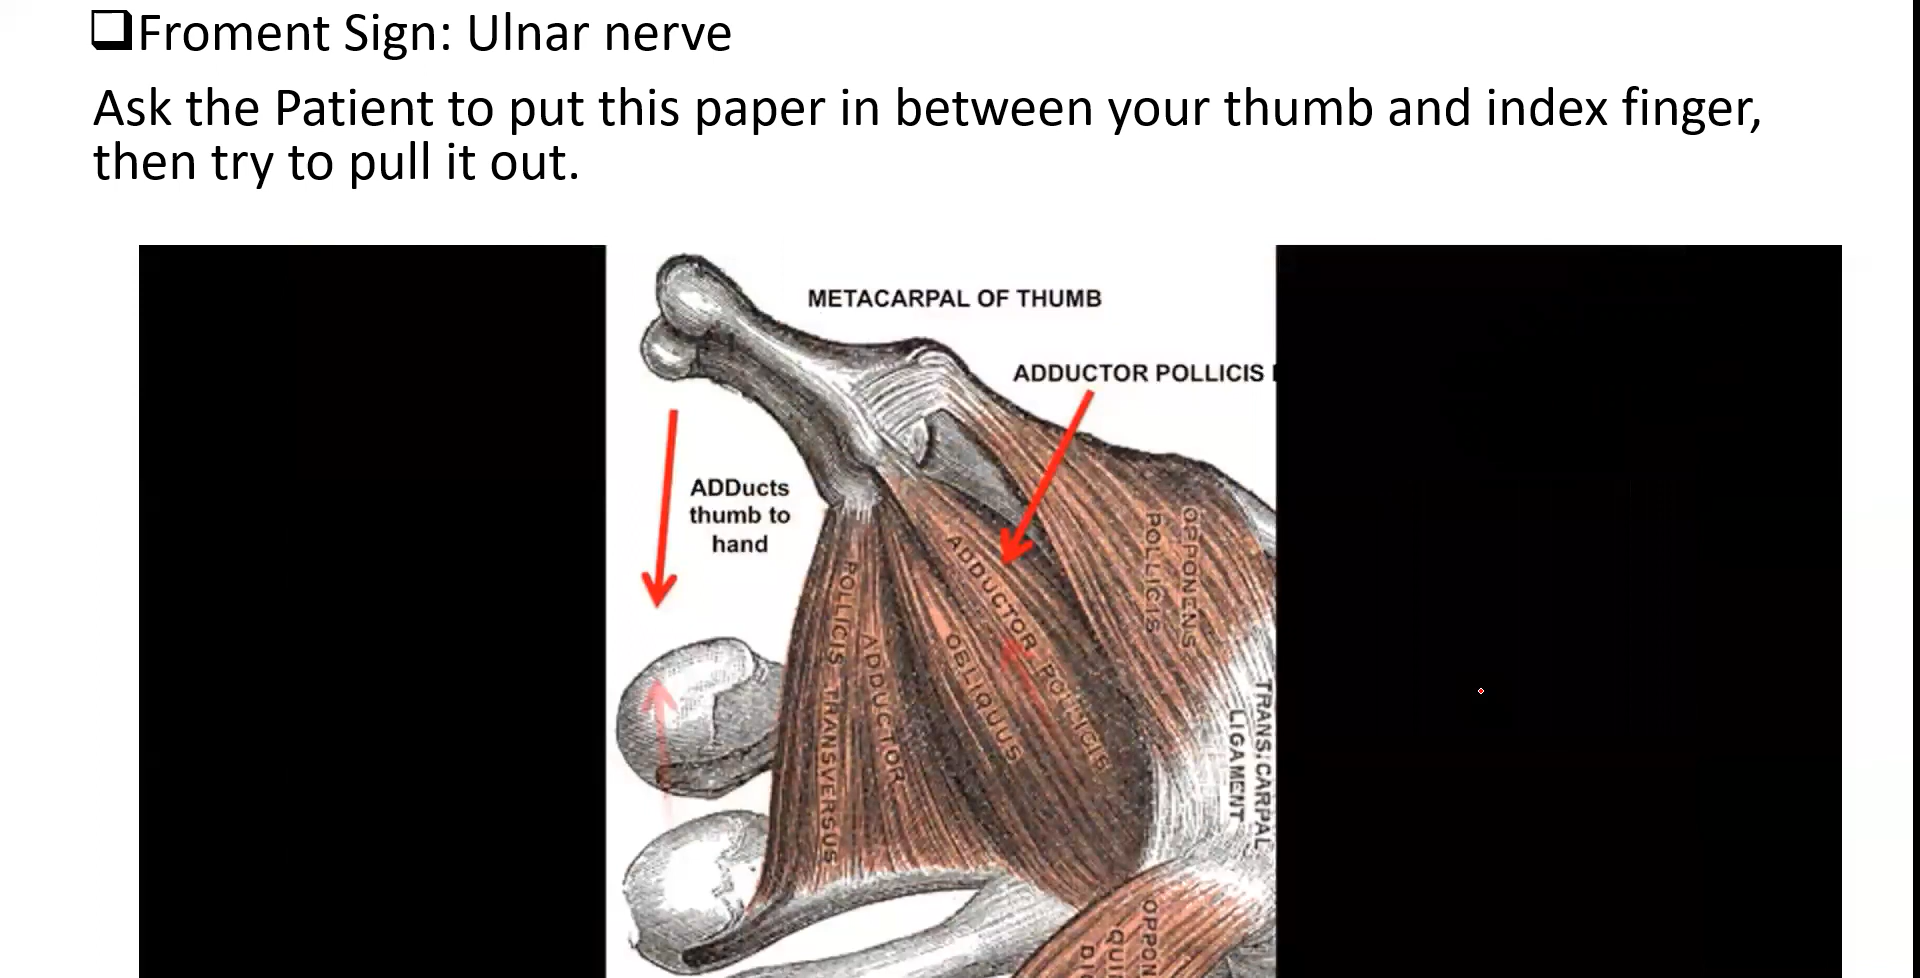 Froment Sign: Ulnar nerve
Ask the Patient to put this paper in between your thumb and index finger,
then try to pull it out.
METACARPAL OF THUMB
ADDUCTOR POLLICIS
ADDucts
thumb to
hand
OPPONENS
POLLICIS
ADDUCTOR POLLICIS
OBLIQUUS
ADDUCTOR
POLLICIS TRANSVERSUS
TRANS: CARPAL
LIGAMENT